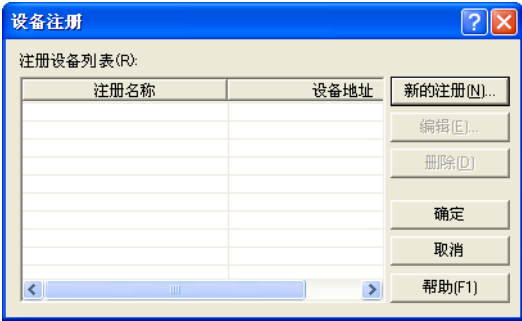 设备注册
注册设备列表(R):
注册名称 设备地址
新的注册(N)...
编辑(E)...
删除(D)
确定
取消
帮助(F1)